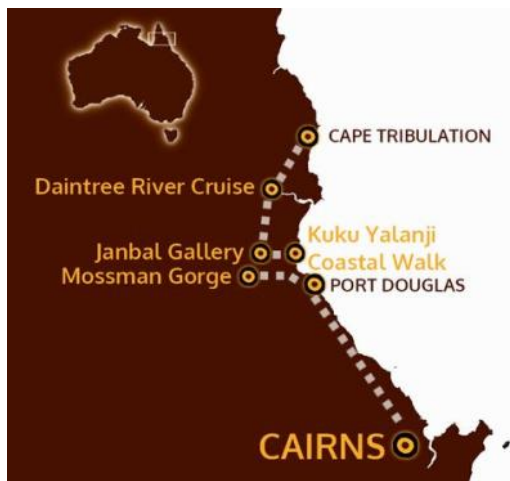 CAPE TRIBULATION
Daintree River Cruise
Janbal Gallery
Kuku Yalanji
Coastal Walk
Mossman Gorge
PORT DOUGLAS
CAIRNS